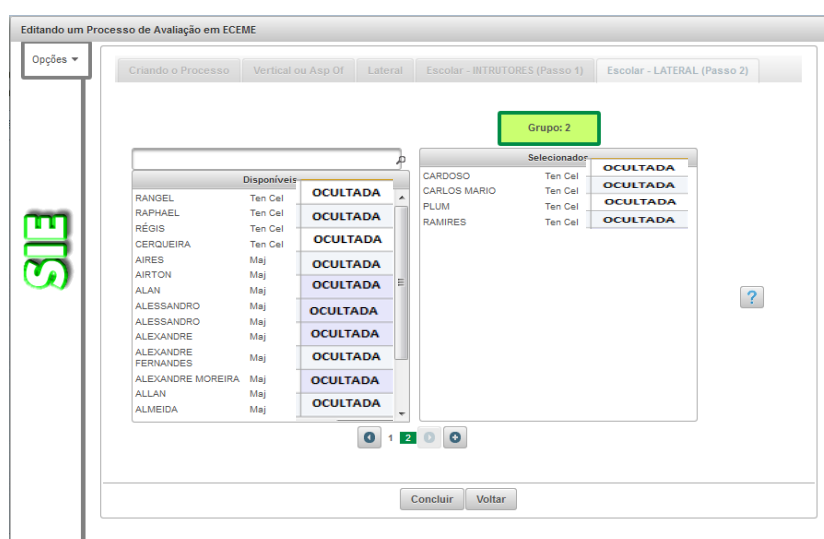 Editando um Processo de Avaliação em ECEME
Opções
Criando o Processo Vertical ou Asp Of Lateral Escolar - INTRUTORES (Passo 1) Escolar - LATERAL (Passo 2)
SIE
Grupo: 2
Disponíveis
RANGEL Ten Cel OCULTADA
RAPHAEL Ten Cel OCULTADA
RÉGIS Ten Cel
CERQUEIRA Ten Cel OCULTADA
AIRES Maj OCULTADA
AIRTON Maj
ALAN Maj OCULTADA
ALESSANDRO Maj OCULTADA
ALESSANDRO Maj
ALEXANDRE Maj OCULTADA
ALEXANDRE
FERNANDES Maj OCULTADA
ALEXANDRE MOREIRA Maj OCULTADA
ALLAN Maj
ALMEIDA Maj OCULTADA
Selecionados
CARDOSO Ten Cel OCULTADA
CARLOS MARIO Ten Cel OCULTADA
PLUM Ten Cel OCULTADA
RAMIRES Ten Cel OCULTADA
?
1 2
Concluir Voltar